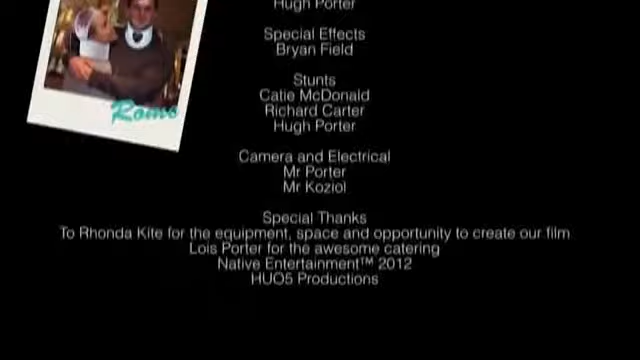 Hugh Porter
Special Effects
Bryan Field
Stunts
Catie McDonald
Richard Carter
Hugh Porter
Camera and Electrical
Mr Porter
Mr Koziol
Special Thanks
To Rhonda Kite for the equipment, space and opportunity to create our film
Lois Porter for the awesome catering
Native Entertainment™ 2012
HUO5 Productions